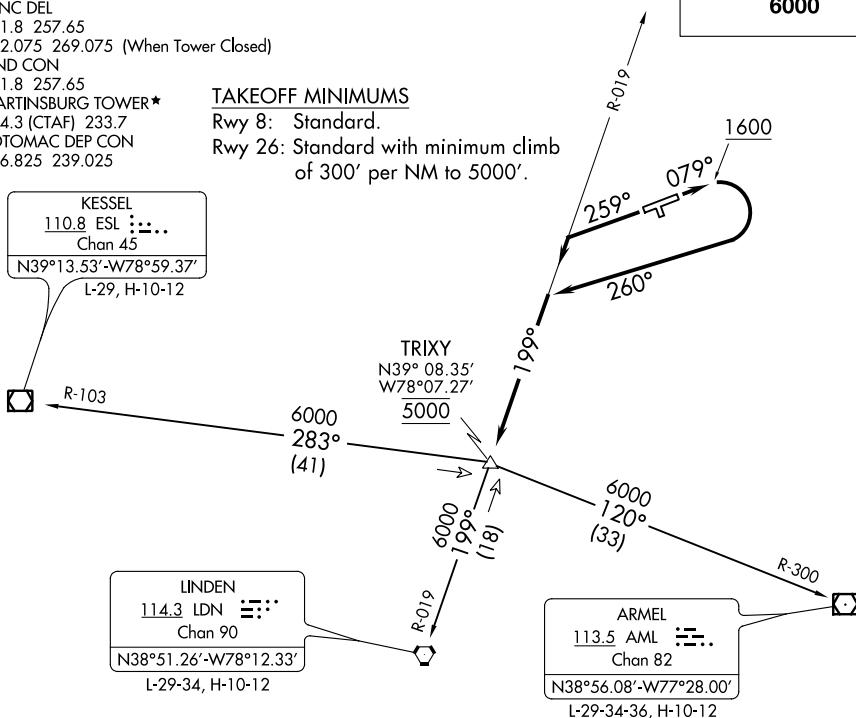 NC DEL
1.8 257.65
2.075 269.075 (When Tower Closed)
ND CON
1.8 257.65
ARTINSBURG TOWER★
4.3 (CTAF) 233.7
OTOMAC DEP CON
6.825 239.025
6000
TAKEOFF MINIMUMS
Rwy 8: Standard.
Rwy 26: Standard with minimum climb
of 300' per NM to 5000'.
R-019
1600
079°
259°
260°
199°
KESSEL
110.8 ESL
Chan 45
N39°13.53'-W78°59.37'
L-29, H-10-12
TRIXY
N39° 08.35'
W78°07.27'
5000
R-103
6000
283°
(41)
6000
199°
(18)
R-019
6000
120°
(33)
R-300
LINDEN
114.3 LDN
Chan 90
N38°51.26'-W78°12.33'
L-29-34, H-10-12
ARMEL
113.5 AML
Chan 82
N38°56.08'-W77°28.00'
L-29-34-36, H-10-12